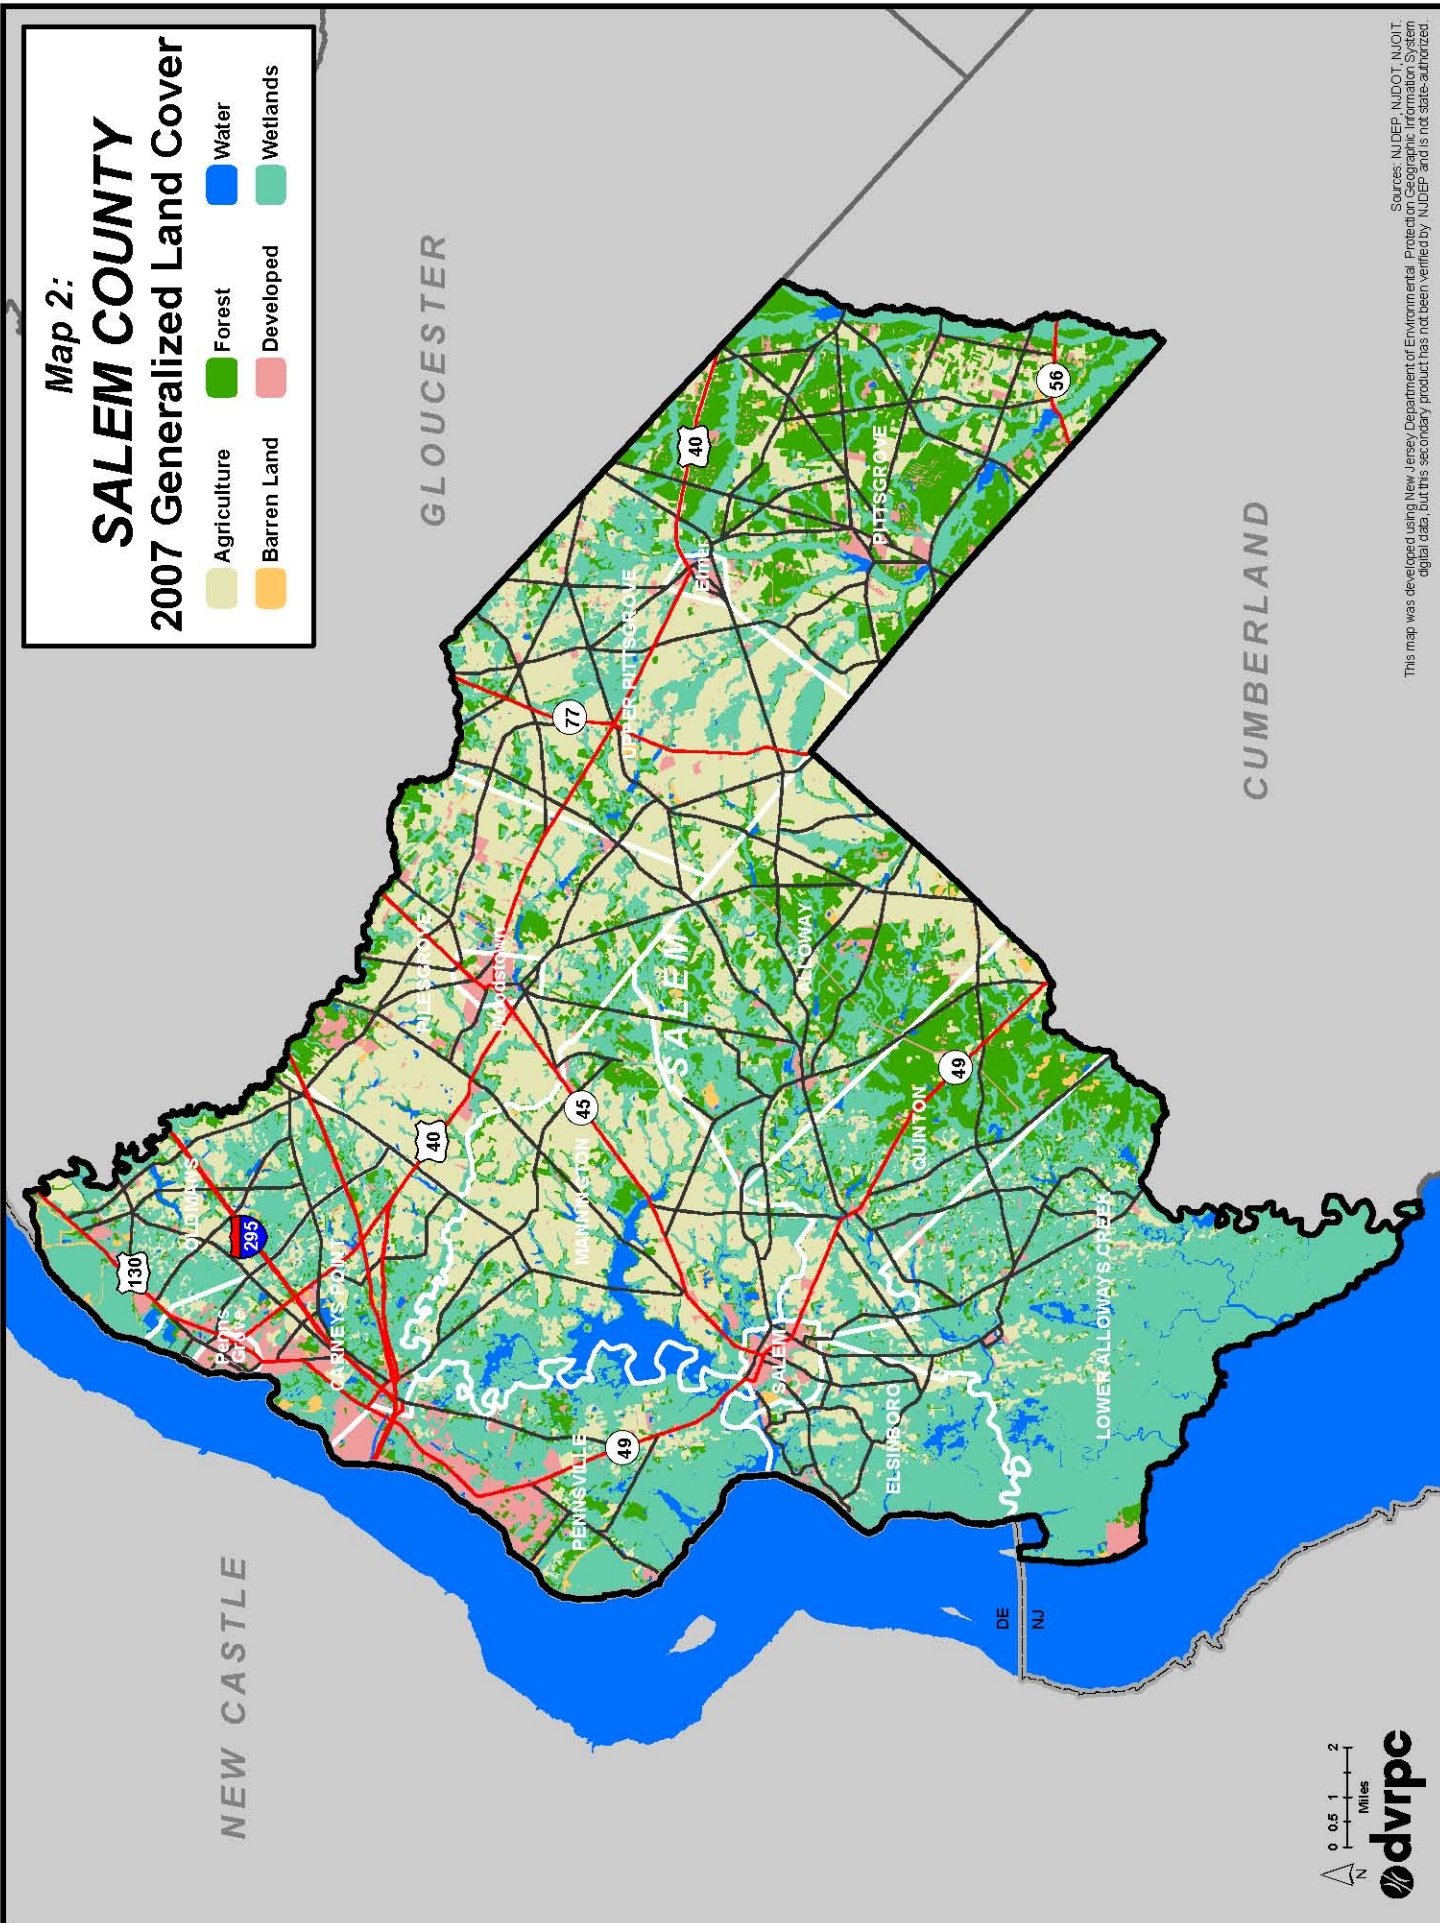 Map 2:
SALEM COUNTY
2007 Generalized Land Cover
Agriculture
Forest
Water
Barren Land
Developed
Wetlands
GLOUCESTER
NEW CASTLE
CUMBERLAND
SALEM
OLDMANS
130
295
Penns
Grove
CARNEYS POINT
40
PILESGROVE
Woodstown
77
UPPER PITTSGROVE
Elmer
40
PITTSGROVE
56
45
MANNINGTON
PENNSVILLE
49
SALEM
ALLOWAY
49
QUINTON
ELSINBORO
LOWER ALLOWAYS CREEK
DE
NJ
0 0.5 1 2
Miles
N
dvrpc
Sources: NJDEP, NJDOT, NJOIT.
This map was developed using New Jersey Department of Environmental Protection Geographic Information System
digital data, but this secondary product has not been verified by NJDEP and is not state-authorized.